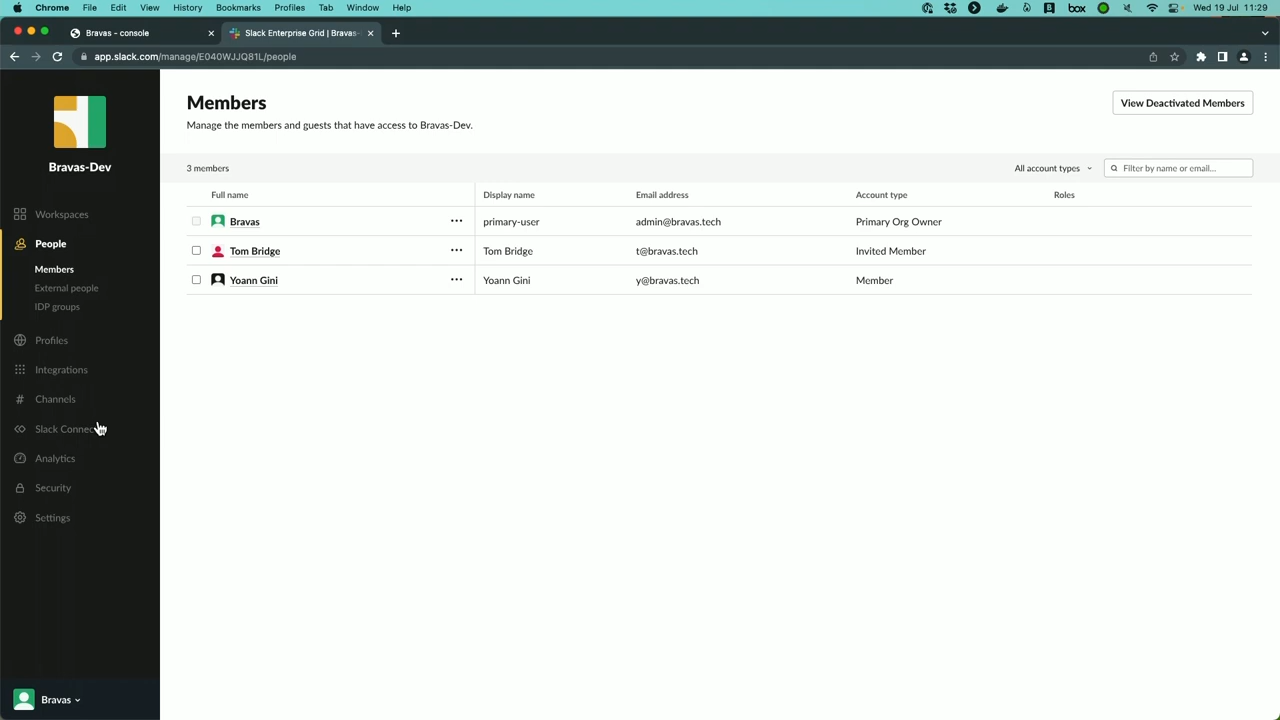 Chrome File Edit View History Bookmarks Profiles Tab Window Help box Wed 19 Jul 11:29
Bravas - console Slack Enterprise Grid | Bravas-
app.slack.com/manage/E040WJJQ81L/people
Bravas-Dev
Workspaces
People
Members
External people
IDP groups
Profiles
Integrations
Channels
Slack Connec
Analytics
Security
Settings
Bravas
Members
View Deactivated Members
Manage the members and guests that have access to Bravas-Dev.
3 members All account types Filter by name or email...
Full name Display name Email address Account type Roles
Bravas ••• primary-user admin@bravas.tech Primary Org Owner
Tom Bridge ••• Tom Bridge t@bravas.tech Invited Member
Yoann Gini ••• Yoann Gini y@bravas.tech Member